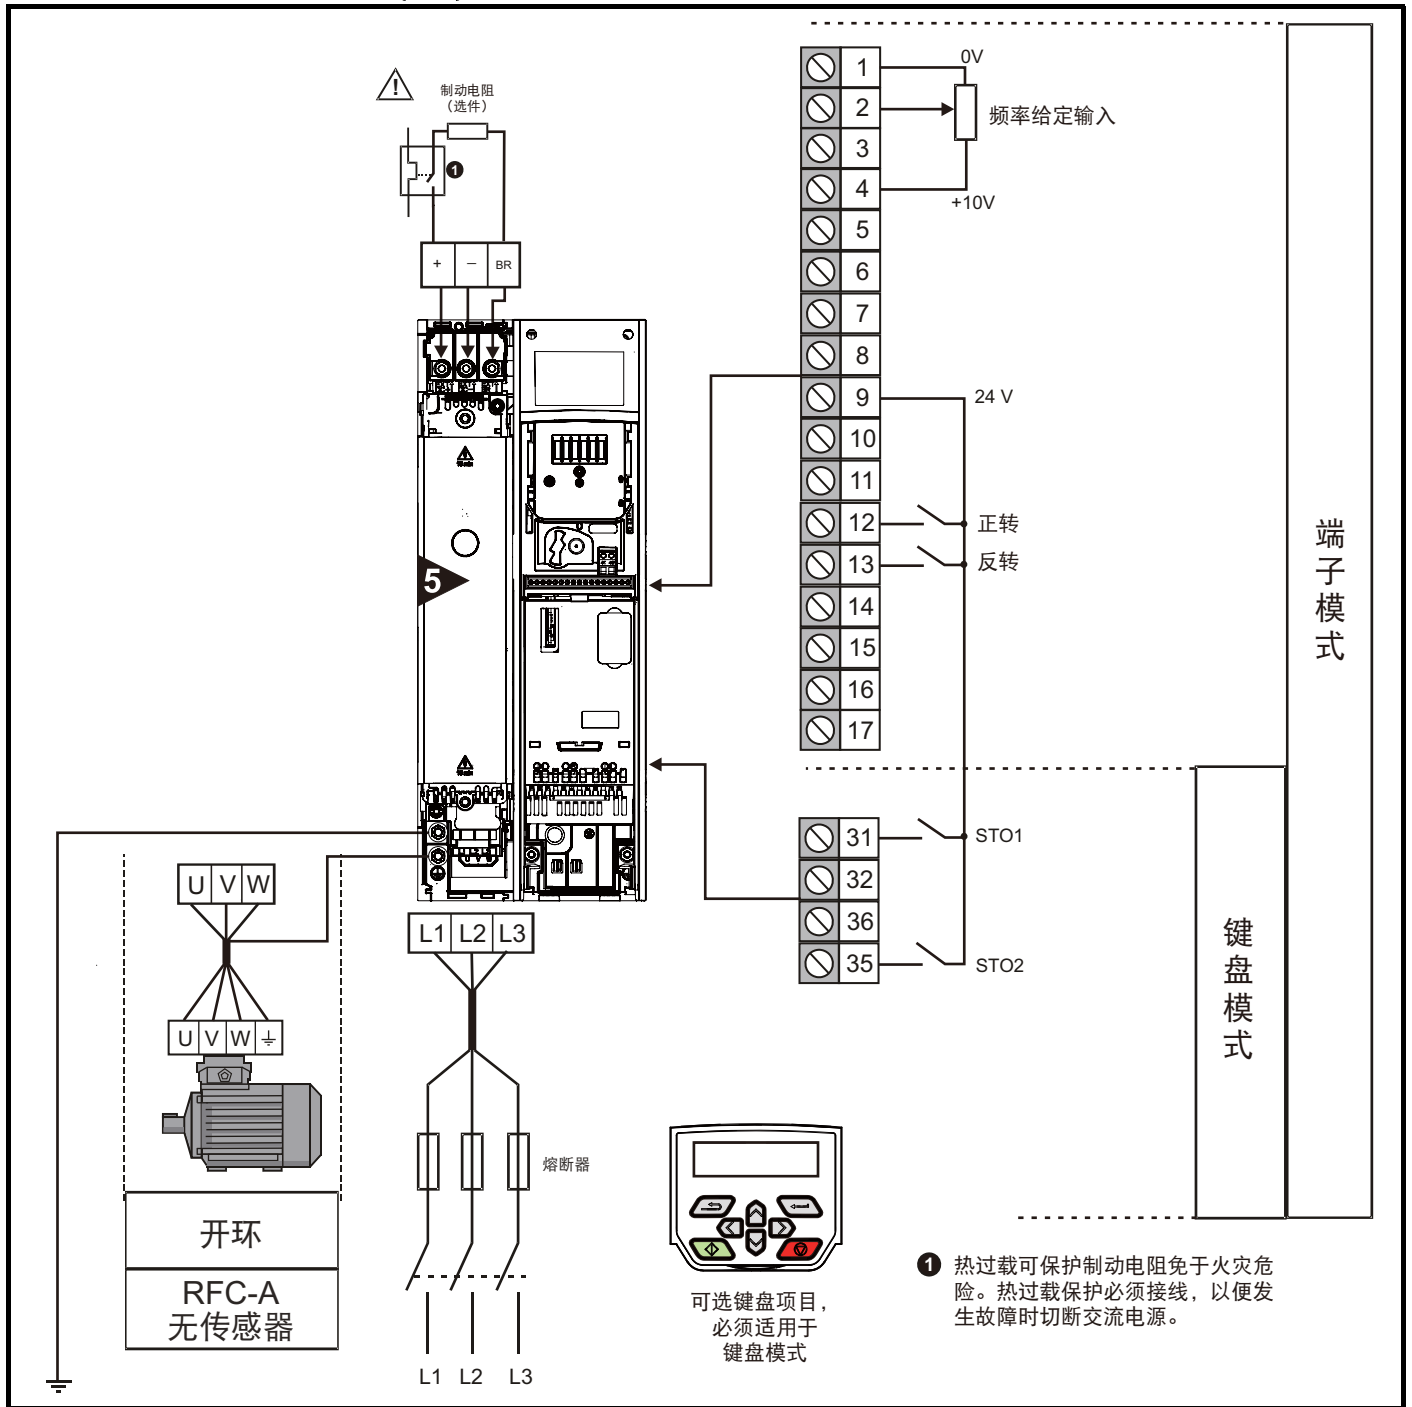 制动电阻
（选件）
1
+ − BR
5
1
2
3
4
5
6
7
8
9
10
11
12
13
14
15
16
17
0V
频率给定输入
+10V
24 V
正转
反转
31
32
36
35
STO1
STO2
端子模式
键盘模式
U V W
U V W
开环
RFC-A
无传感器
L1 L2 L3
熔断器
L1 L2 L3
可选键盘项目，
必须适用于
键盘模式
1 热过载可保护制动电阻免于火灾危
险。热过载保护必须接线，以便发
生故障时切断交流电源。